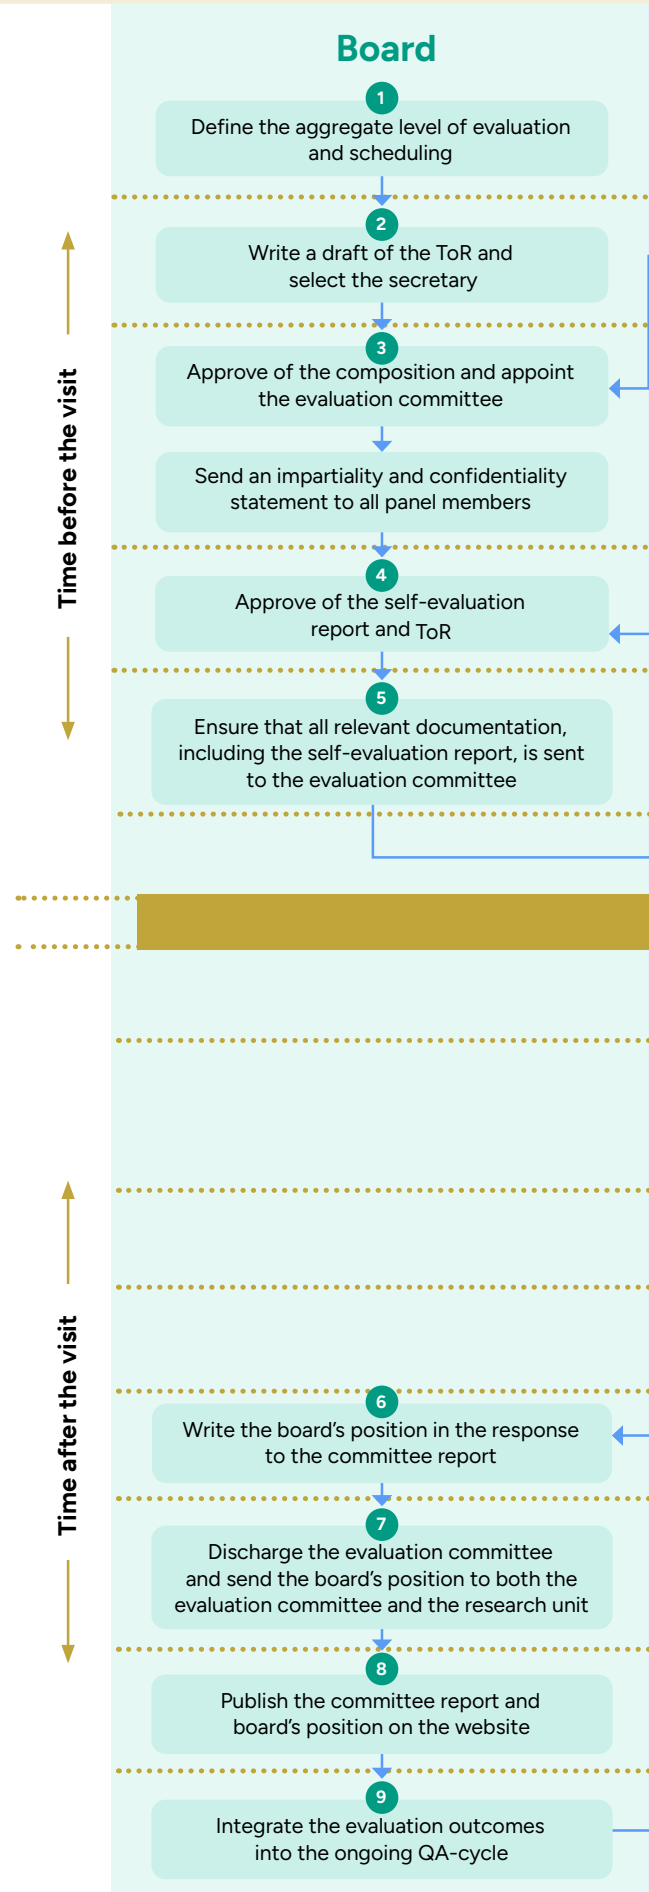 Board
1
Define the aggregate level of evaluation
and scheduling
2
Write a draft of the ToR and
select the secretary
Time before the visit
3
Approve of the composition and appoint
the evaluation committee
Send an impartiality and confidentiality
statement to all panel members
4
Approve of the self-evaluation
report and ToR
5
Ensure that all relevant documentation,
including the self-evaluation report, is sent
to the evaluation committee
Time after the visit
6
Write the board’s position in the response
to the committee report
7
Discharge the evaluation committee
and send the board’s position to both the
evaluation committee and the research unit
8
Publish the committee report and
board’s position on the website
9
Integrate the evaluation outcomes
into the ongoing QA-cycle